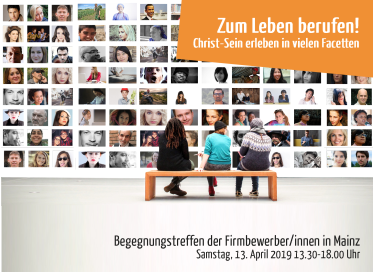 Zum Leben berufen!
Christ-Sein erleben in vielen Facetten
Begegnungstreffen der Firmbewerber/innen in Mainz
Samstag, 13. April 2019 13.30-18.00 Uhr